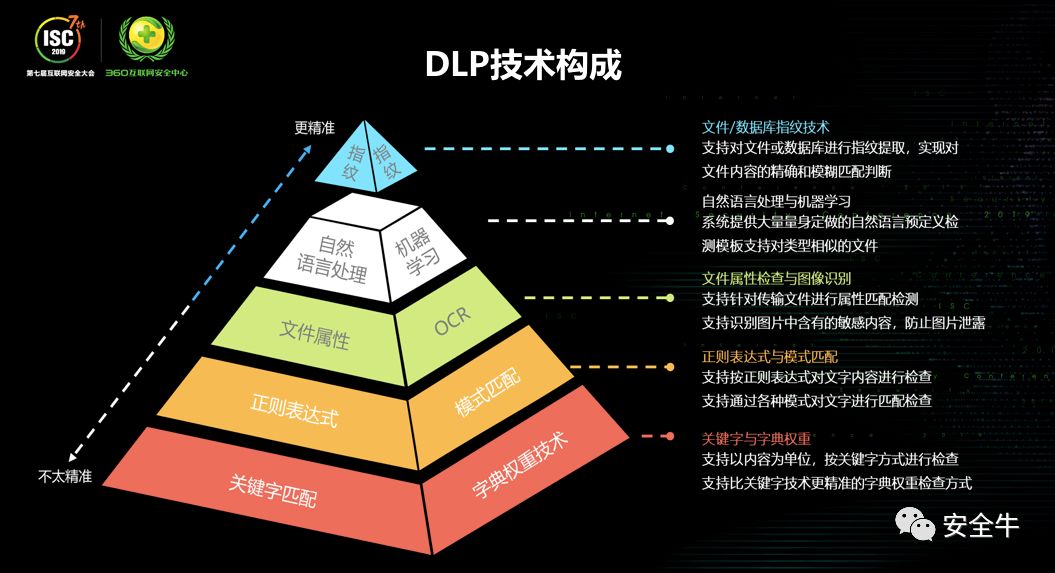 ISC 7th
2019
第七届互联网安全大会
360互联网安全中心
DLP技术构成
更精准
不太精准
指纹
指纹
自然
语言处理
机器
学习
文件属性
OCR
正则表达式
模式匹配
关键字匹配
字典权重技术
文件/数据库指纹技术
支持对文件或数据库进行指纹提取，实现对
文件内容的精确和模糊匹配判断
自然语言处理与机器学习
系统提供大量量身定做的自然语言预定义检
测模板支持对类型相似的文件
文件属性检查与图像识别
支持针对传输文件进行属性匹配检测
支持识别图片中含有的敏感内容，防止图片泄露
正则表达式与模式匹配
支持按正则表达式对文字内容进行检查
支持通过各种模式对文字进行匹配检查
关键字与字典权重
支持以内容为单位，按关键字方式进行检查
支持比关键字技术更精准的字典权重检查方式
安全牛